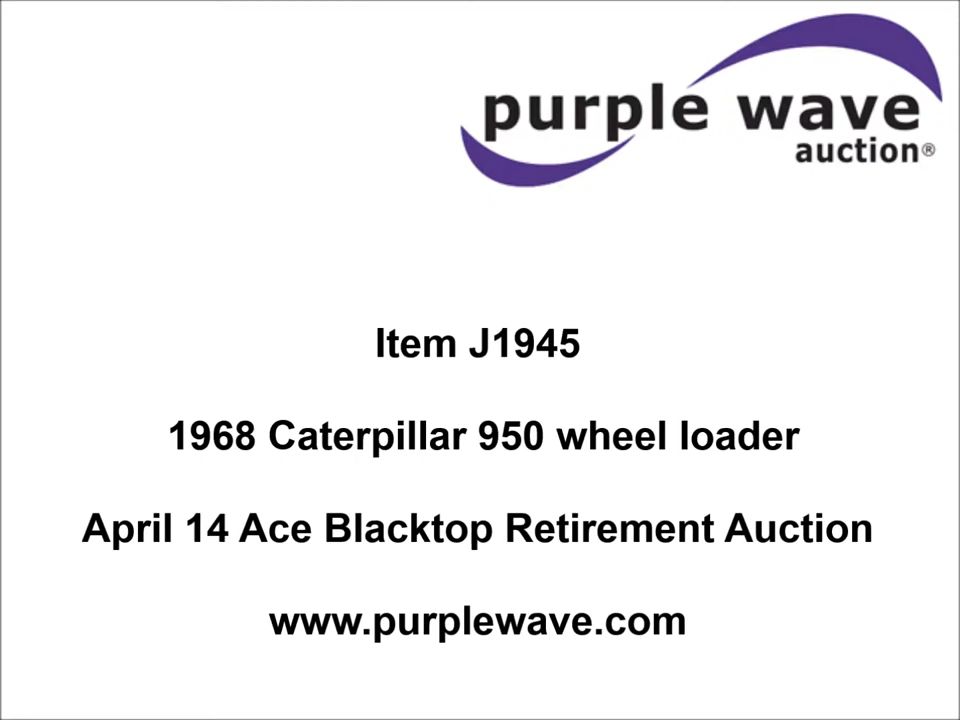 purple wave
auction®
Item J1945
1968 Caterpillar 950 wheel loader
April 14 Ace Blacktop Retirement Auction
www.purplewave.com